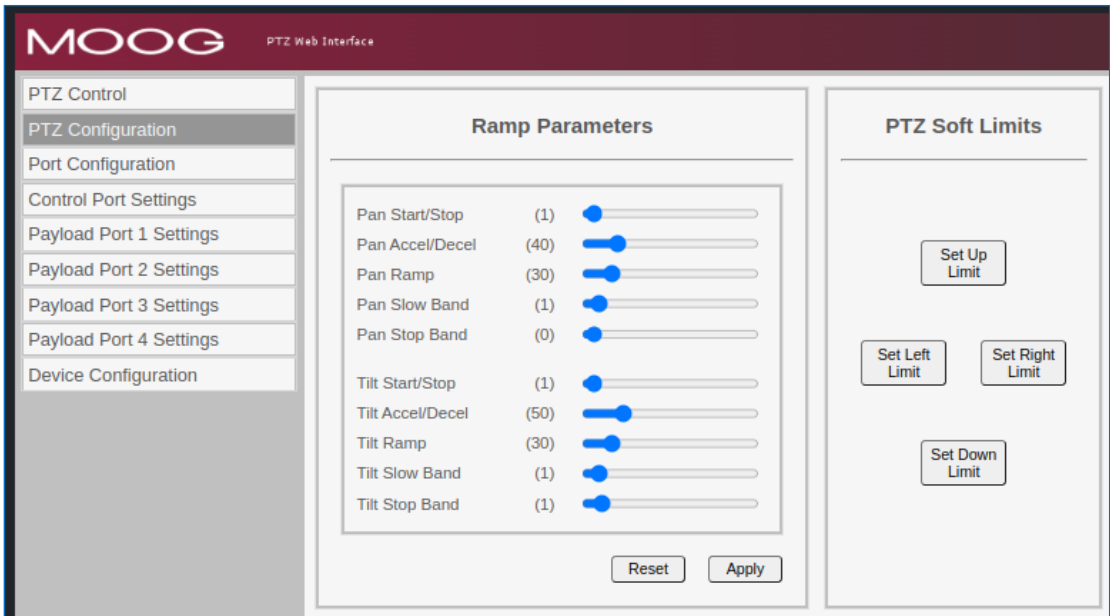 MOOG
PTZ Web Interface
PTZ Control
PTZ Configuration
Port Configuration
Control Port Settings
Payload Port 1 Settings
Payload Port 2 Settings
Payload Port 3 Settings
Payload Port 4 Settings
Device Configuration
Ramp Parameters
Pan Start/Stop (1)
Pan Accel/Decel (40)
Pan Ramp (30)
Pan Slow Band (1)
Pan Stop Band (0)
Tilt Start/Stop (1)
Tilt Accel/Decel (50)
Tilt Ramp (30)
Tilt Slow Band (1)
Tilt Stop Band (1)
Reset
Apply
PTZ Soft Limits
Set Up
Limit
Set Left
Limit
Set Right
Limit
Set Down
Limit